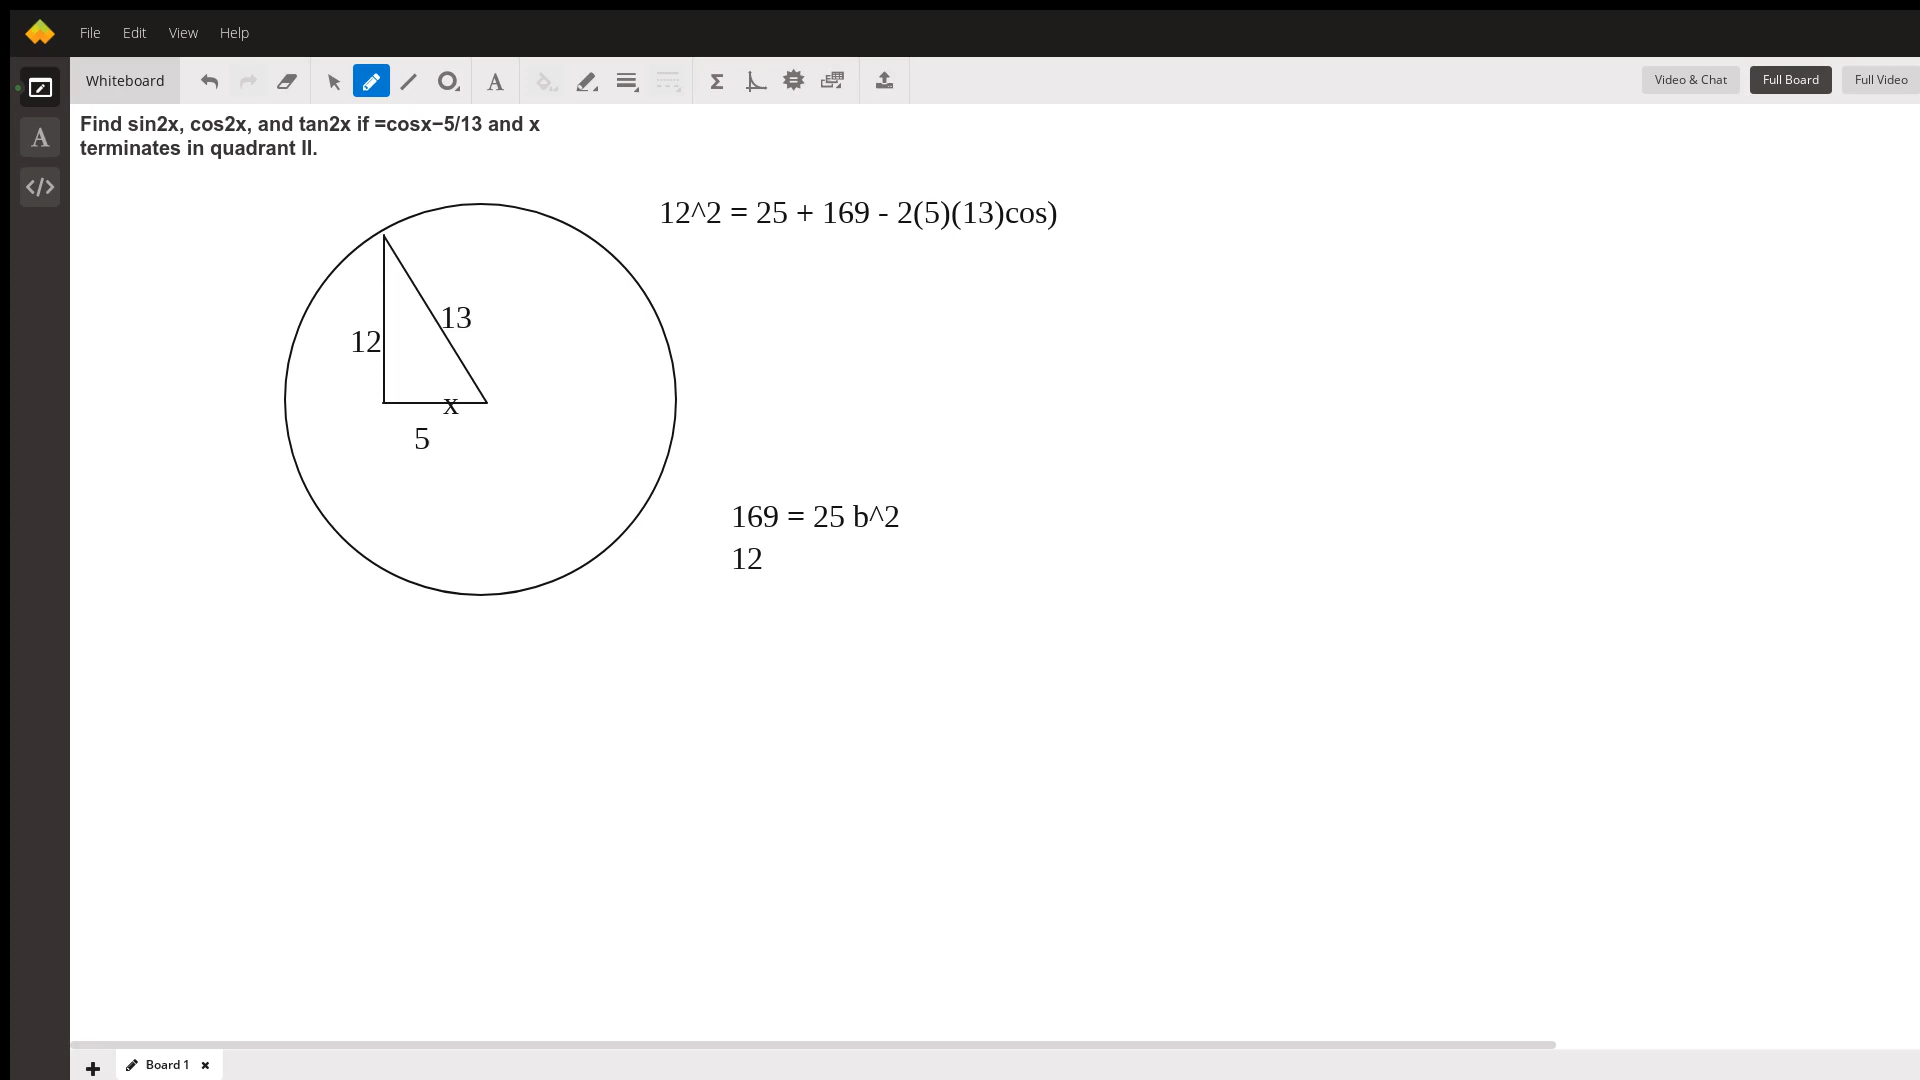 File Edit View Help
Whiteboard
A
Σ
Video & Chat Full Board Full Video
A
</>
Find sin2x, cos2x, and tan2x if =cosx−5/13 and x
terminates in quadrant II.
12^2 = 25 + 169 - 2(5)(13)cos)
13
12
x
5
169 = 25 b^2
12
Board 1